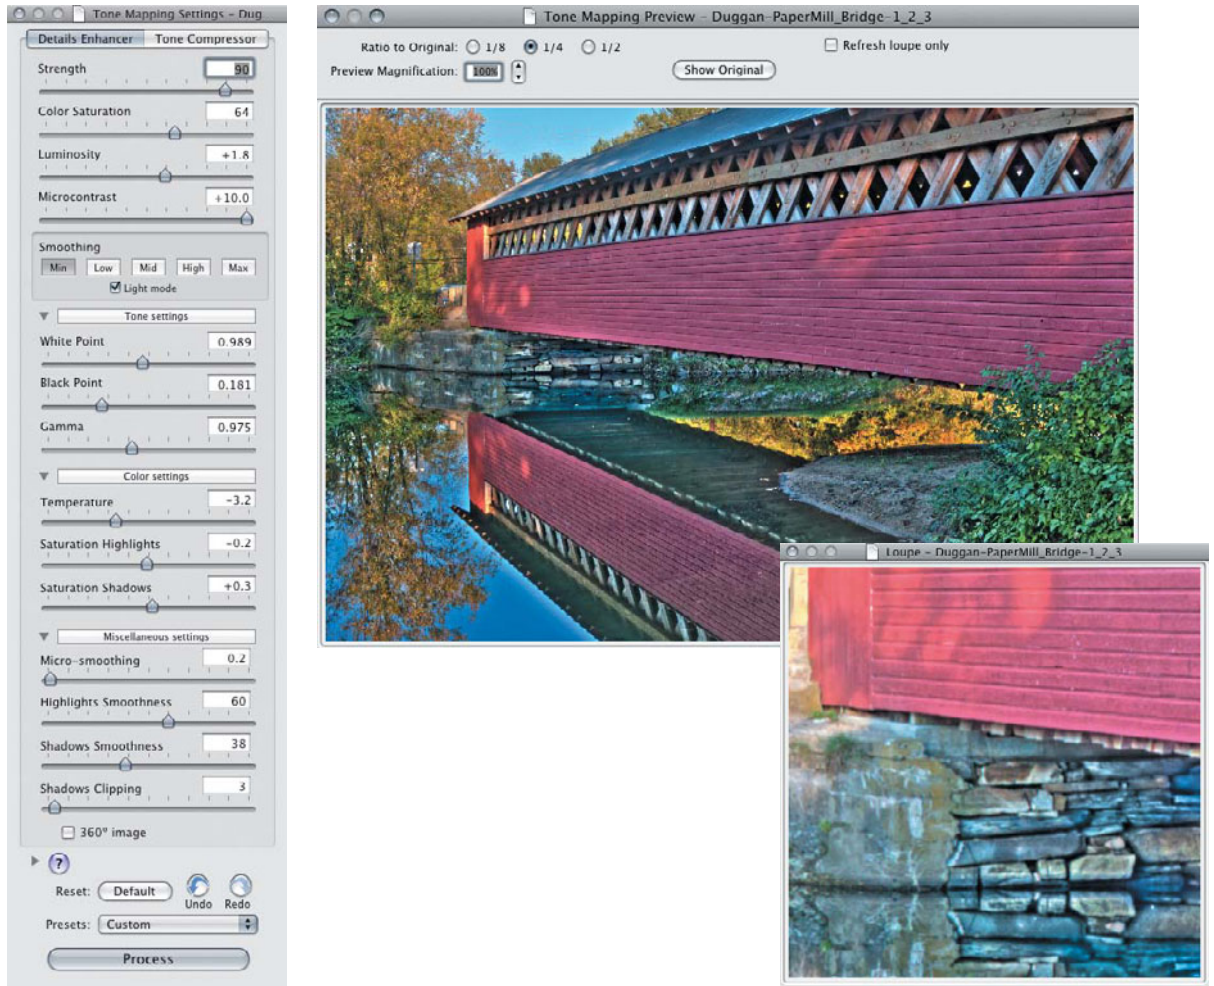 Tone Mapping Settings – Dug
Details Enhancer Tone Compressor
Strength 90
Color Saturation 64
Luminosity +1.8
Microcontrast +10.0
Smoothing
Min Low Mid High Max
Light mode
Tone settings
White Point 0.989
Black Point 0.181
Gamma 0.975
Color settings
Temperature -3.2
Saturation Highlights -0.2
Saturation Shadows +0.3
Miscellaneous settings
Micro-smoothing 0.2
Highlights Smoothness 60
Shadows Smoothness 38
Shadows Clipping 3
360° image
?
Reset: Default Undo Redo
Presets: Custom
Process
Tone Mapping Preview – Duggan-PaperMill_Bridge-1_2_3
Ratio to Original: 1/8 1/4 1/2 Refresh loupe only
Preview Magnification: 100% Show Original
Loupe – Duggan-PaperMill_Bridge-1_2_3